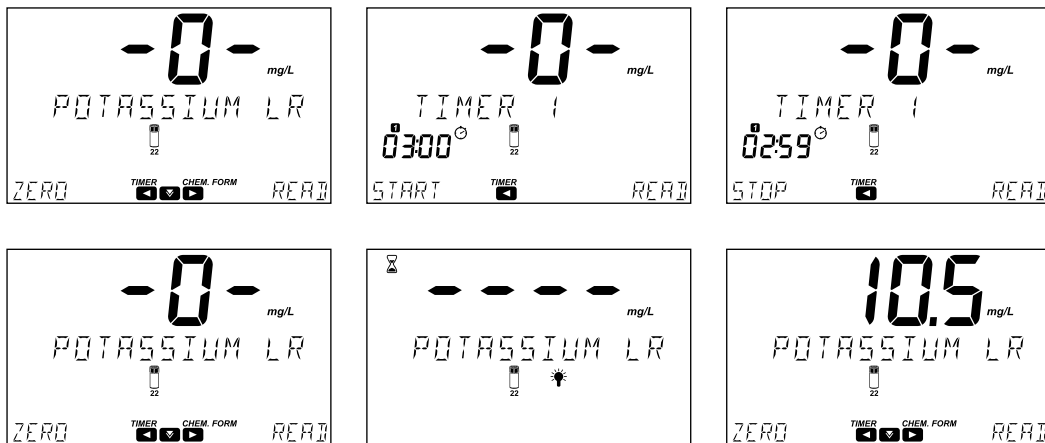 -0- mg/L
POTASSIUM LR
22
TIMER CHEM. FORM
ZERO READ
-0- mg/L
TIMER 1
1
03:00
22
TIMER
START READ
-0- mg/L
TIMER 1
1
02:59
22
TIMER
STOP READ
-0- mg/L
POTASSIUM LR
22
TIMER CHEM. FORM
ZERO READ
---- mg/L
POTASSIUM LR
22
10.5 mg/L
POTASSIUM LR
22
TIMER CHEM. FORM
ZERO READ